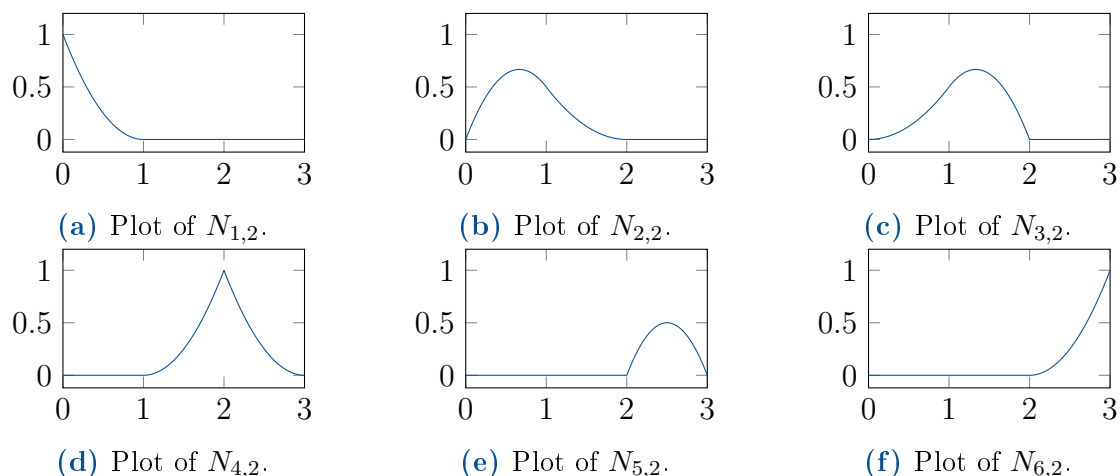 1
0.5
0
0 1 2 3
(a) Plot of N1,2.
1
0.5
0
0 1 2 3
(b) Plot of N2,2.
1
0.5
0
0 1 2 3
(c) Plot of N3,2.
1
0.5
0
0 1 2 3
(d) Plot of N4,2.
1
0.5
0
0 1 2 3
(e) Plot of N5,2.
1
0.5
0
0 1 2 3
(f) Plot of N6,2.